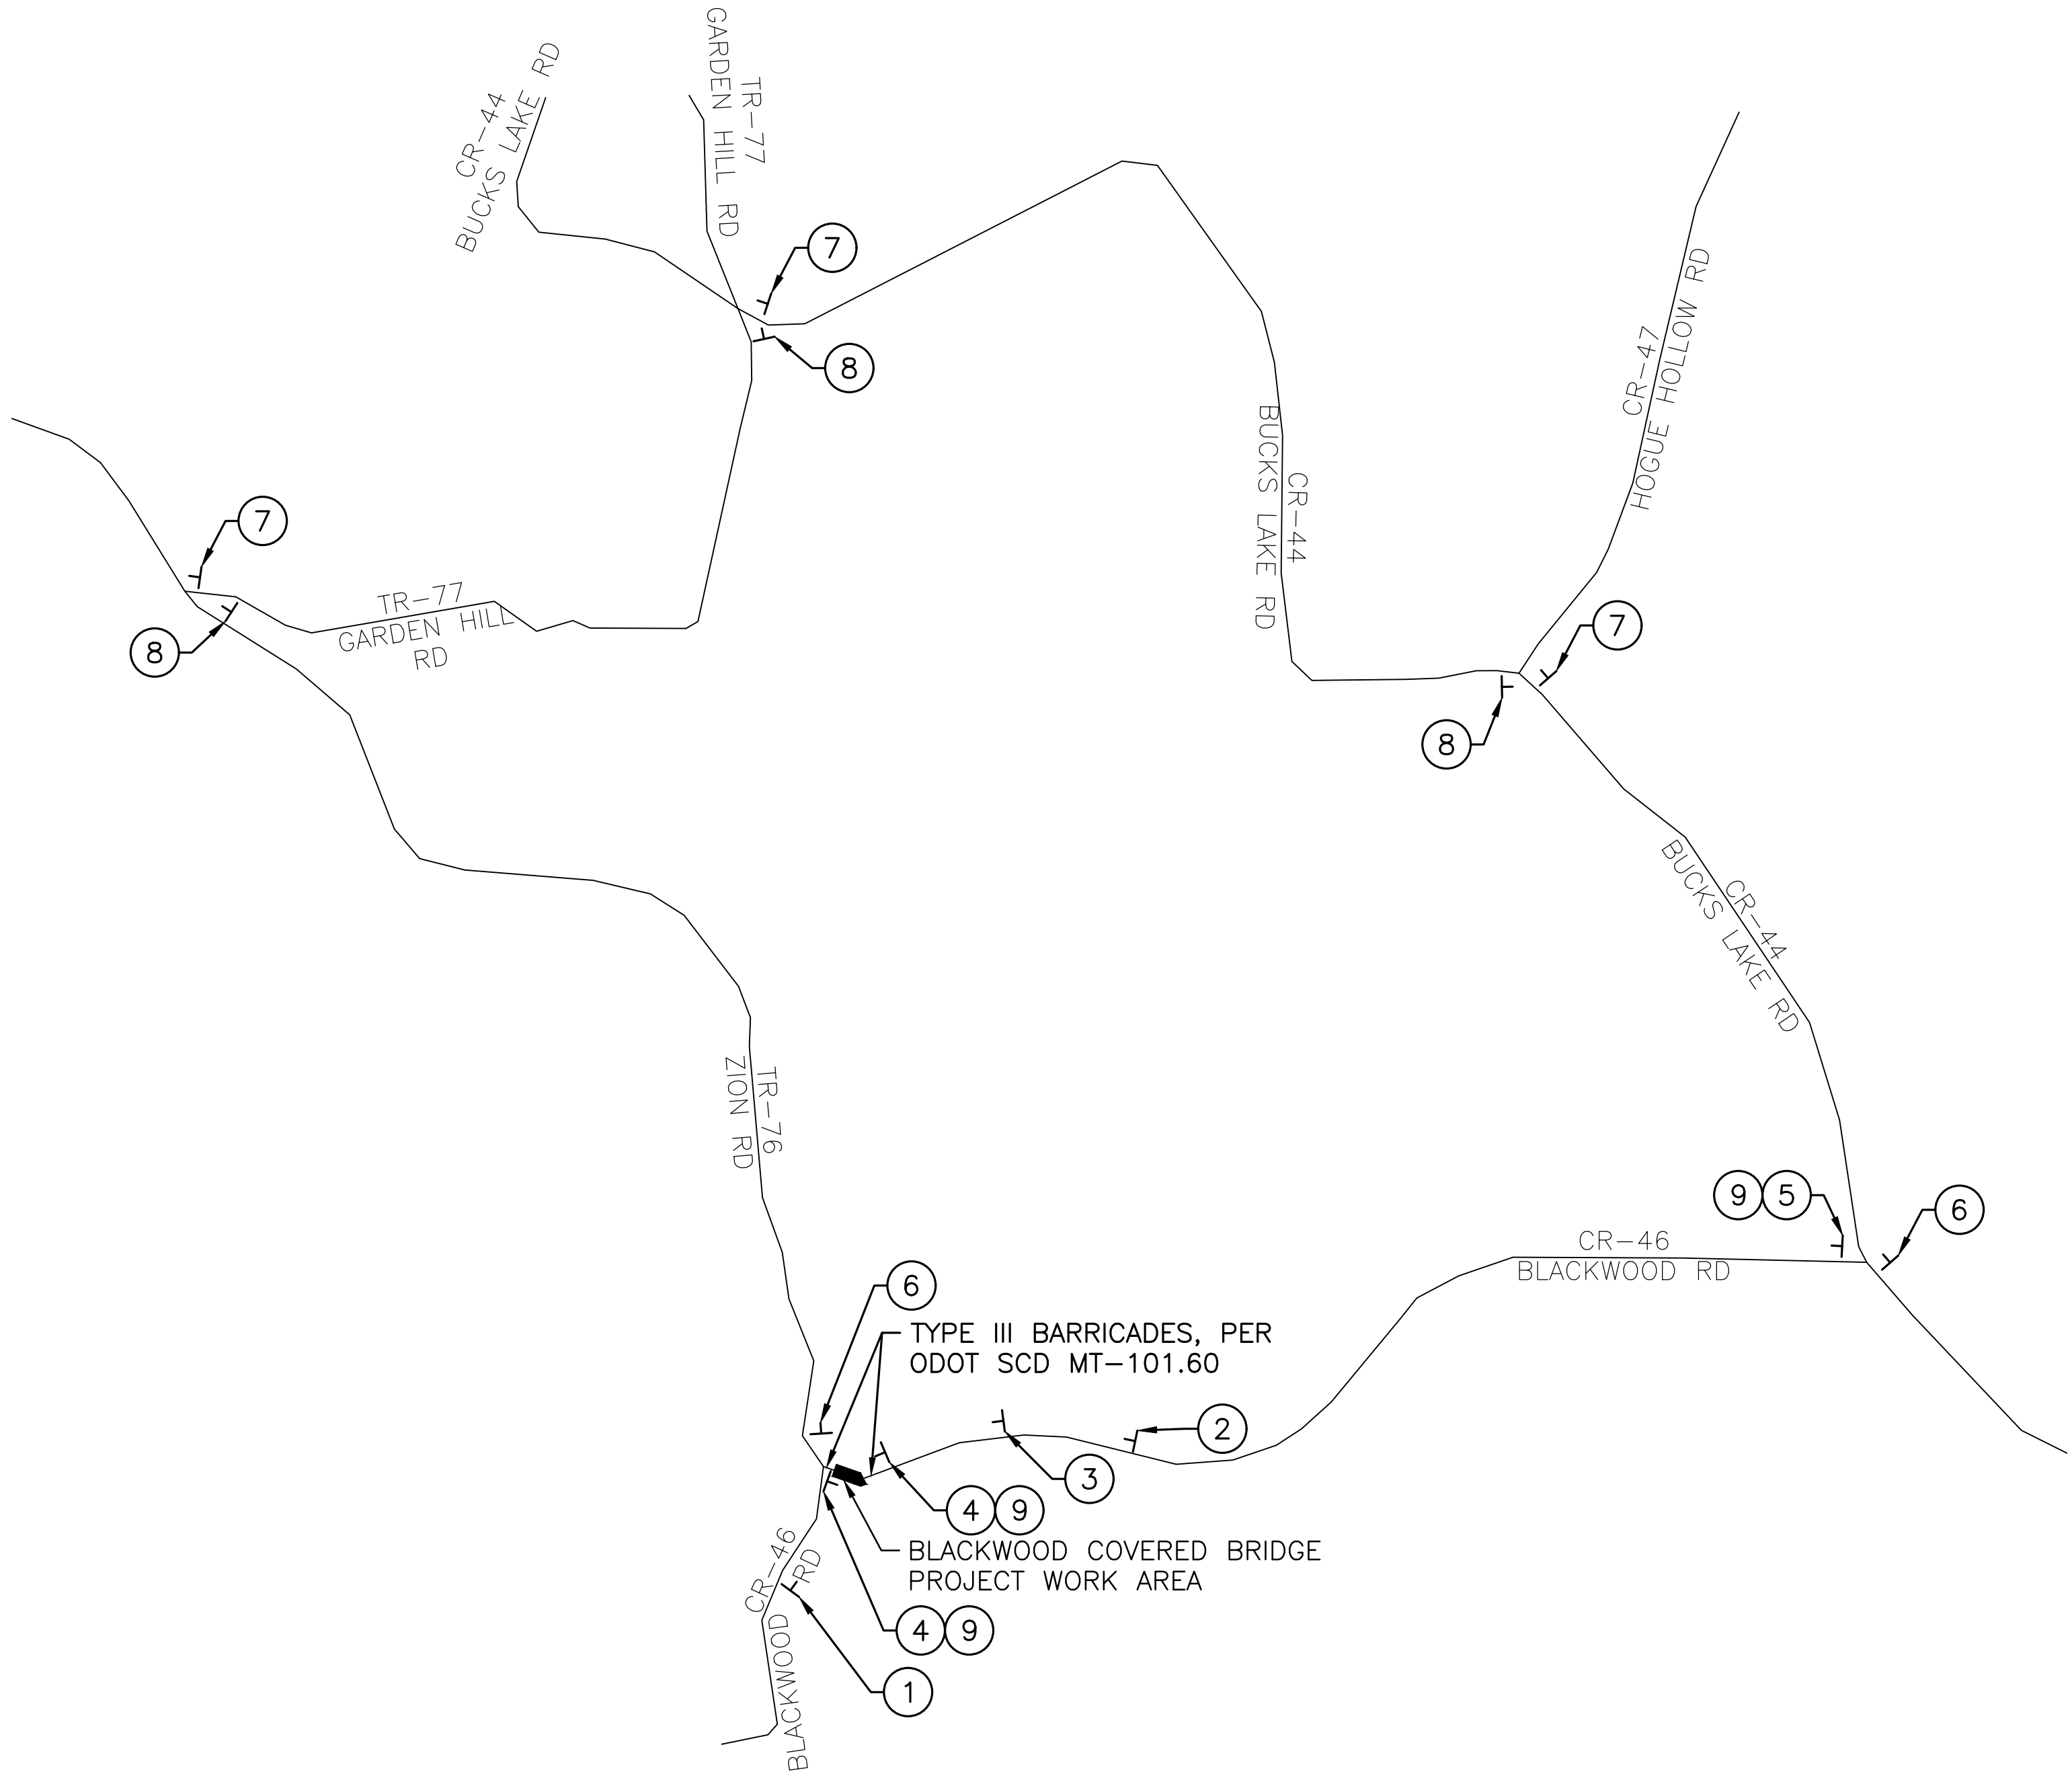 GARDEN HILL RD
TR-77
CR-44
BUCKS LAKE RD
7
8
CR-47
HOGUE HOLLOW RD
BUCKS LAKE RD
CR-44
7
TR-77
GARDEN HILL
RD
8
7
8
CR-44
BUCKS LAKE RD
TR-76
ZION RD
9 5
6
CR-46
BLACKWOOD RD
6
TYPE III BARRICADES, PER
ODOT SCD MT-101.60
2
3
4 9
BLACKWOOD COVERED BRIDGE
PROJECT WORK AREA
CR-46
BLACKWOOD RD
4 9
1